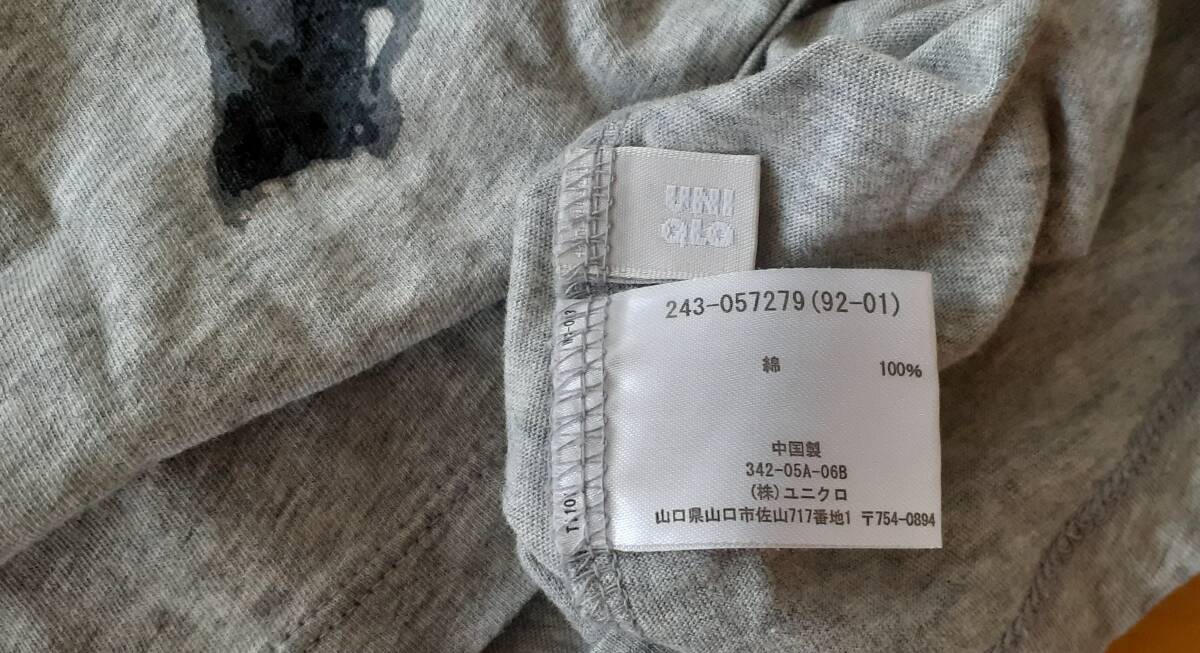 UNI
QLO
243-057279(92-01)
綿 100%
中国製
342-05A-06B
(株)ユニクロ
山口県山口市佐山717番地1 〒754-0894